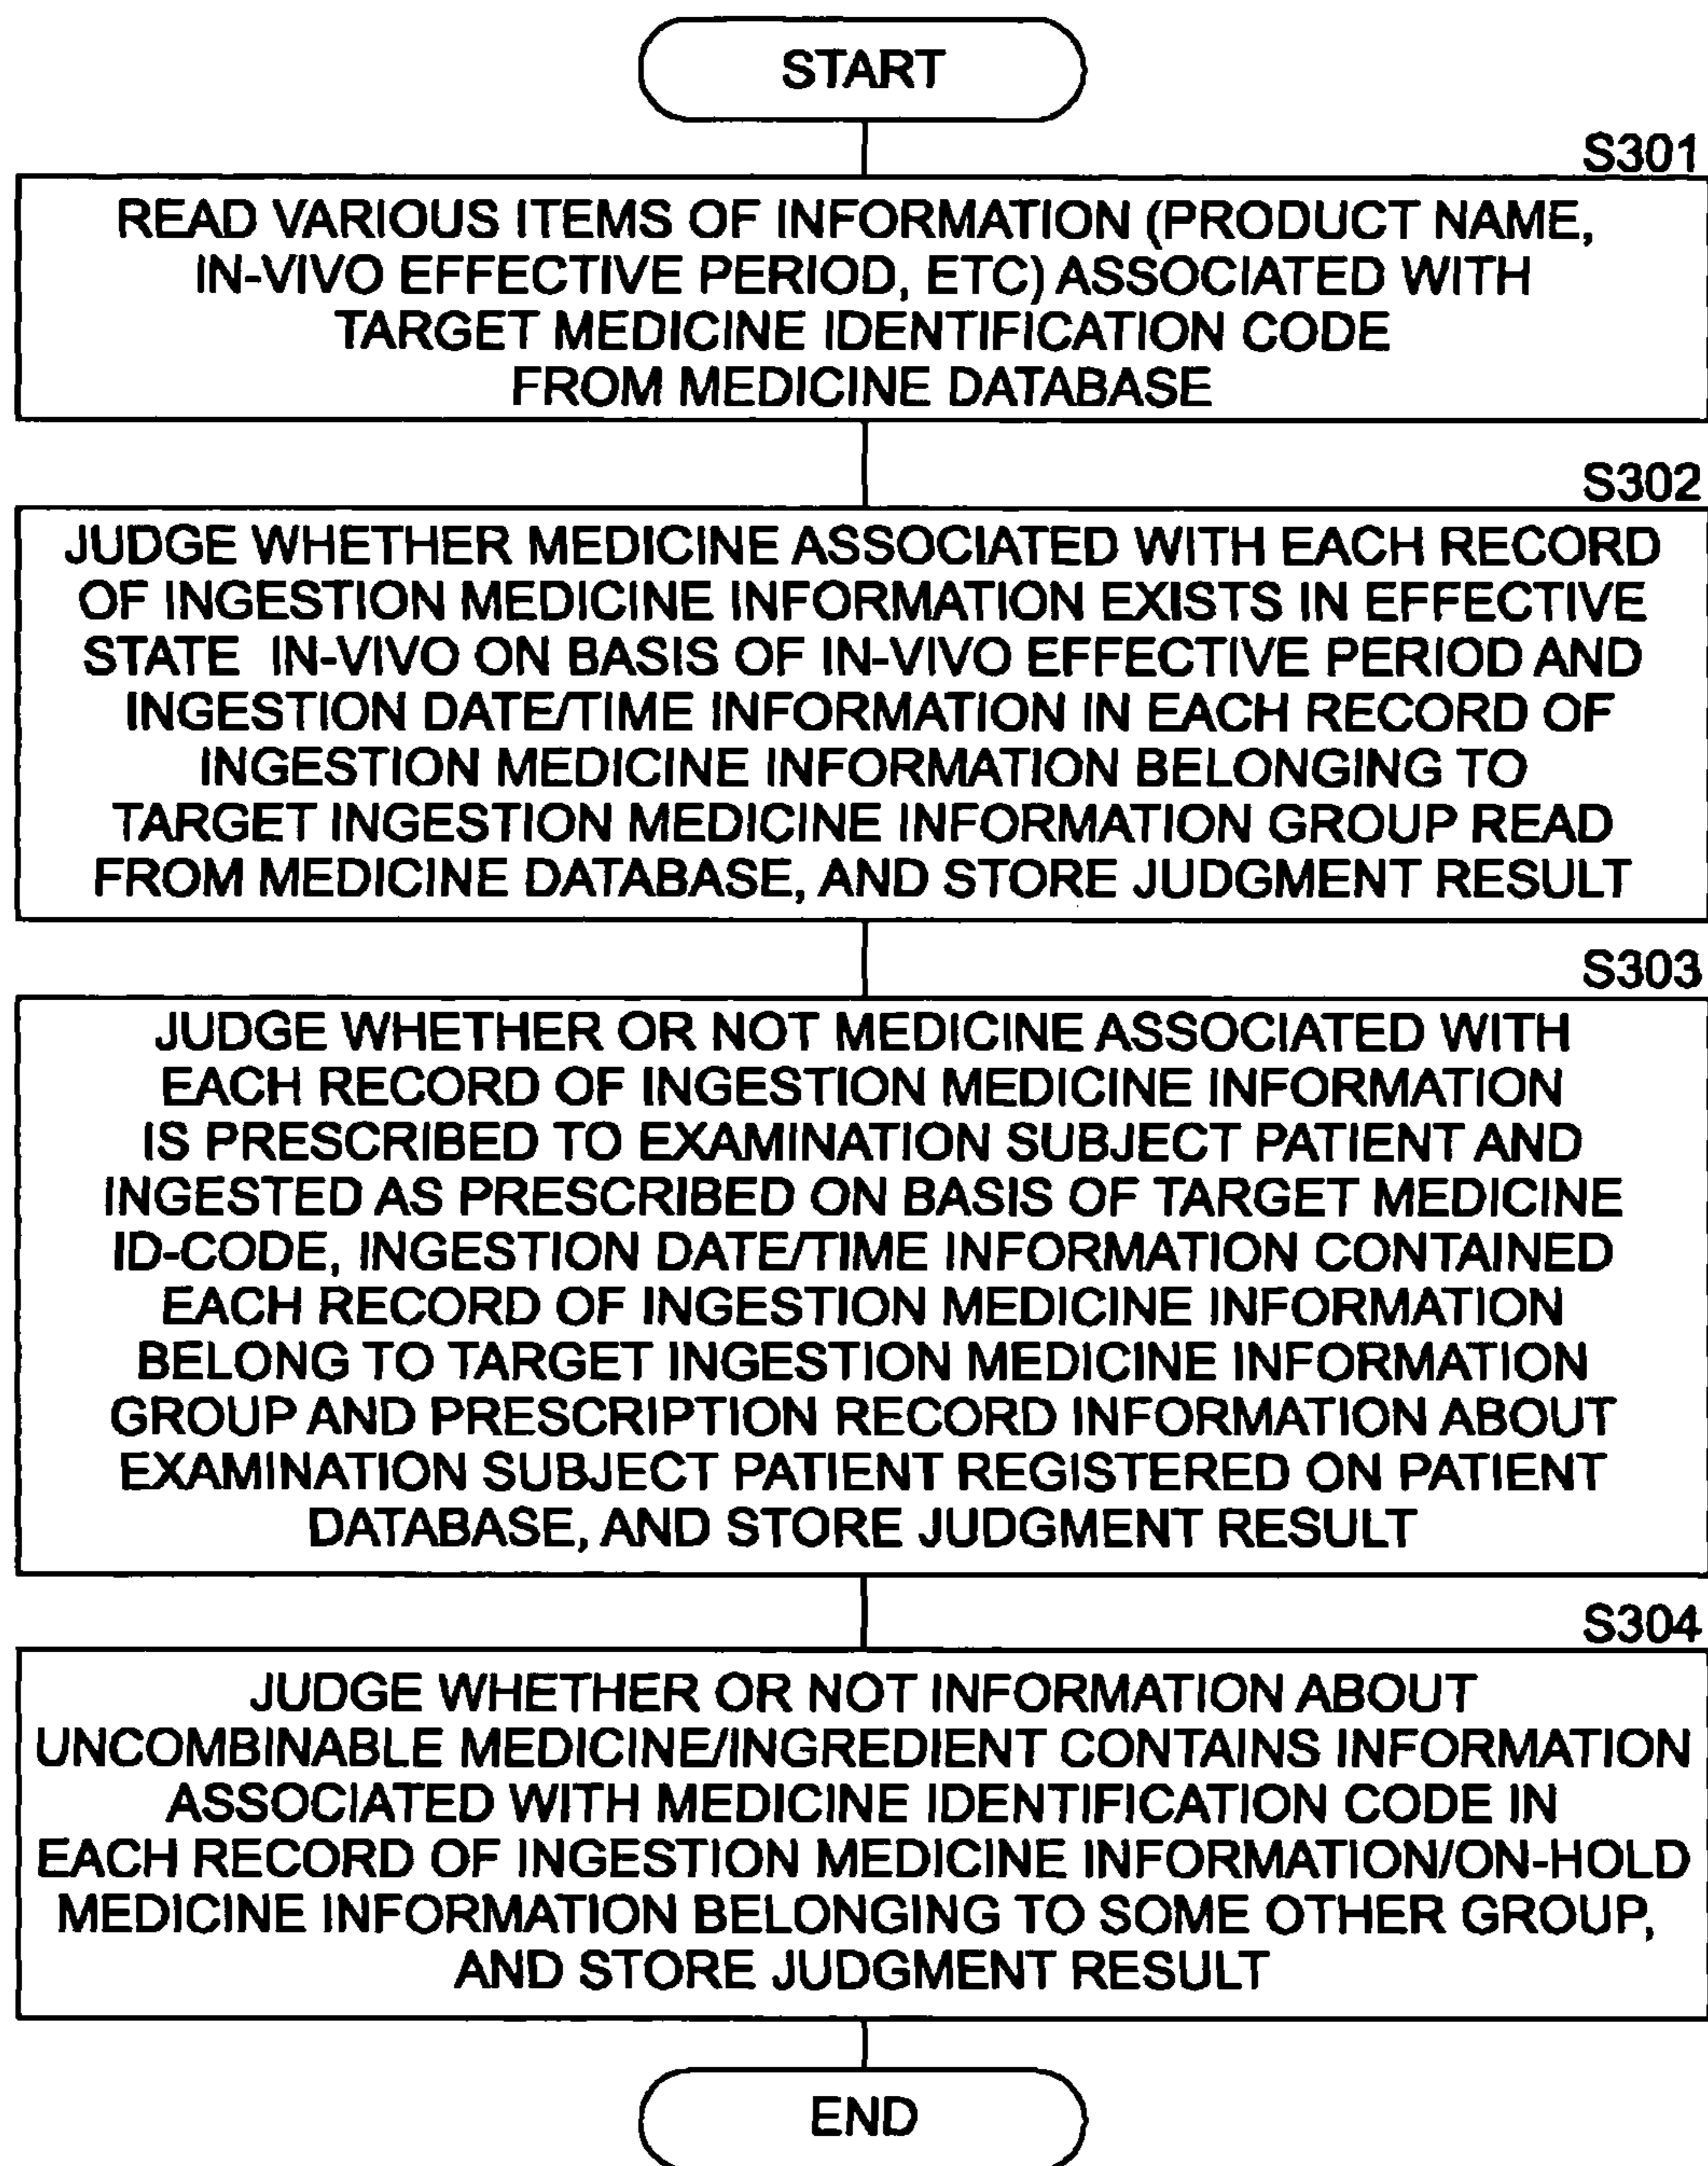 START
S301
READ VARIOUS ITEMS OF INFORMATION (PRODUCT NAME,
IN-VIVO EFFECTIVE PERIOD, ETC) ASSOCIATED WITH
TARGET MEDICINE IDENTIFICATION CODE
FROM MEDICINE DATABASE
S302
JUDGE WHETHER MEDICINE ASSOCIATED WITH EACH RECORD
OF INGESTION MEDICINE INFORMATION EXISTS IN EFFECTIVE
STATE IN-VIVO ON BASIS OF IN-VIVO EFFECTIVE PERIOD AND
INGESTION DATE/TIME INFORMATION IN EACH RECORD OF
INGESTION MEDICINE INFORMATION BELONGING TO
TARGET INGESTION MEDICINE INFORMATION GROUP READ
FROM MEDICINE DATABASE, AND STORE JUDGMENT RESULT
S303
JUDGE WHETHER OR NOT MEDICINE ASSOCIATED WITH
EACH RECORD OF INGESTION MEDICINE INFORMATION
IS PRESCRIBED TO EXAMINATION SUBJECT PATIENT AND
INGESTED AS PRESCRIBED ON BASIS OF TARGET MEDICINE
ID-CODE, INGESTION DATE/TIME INFORMATION CONTAINED
EACH RECORD OF INGESTION MEDICINE INFORMATION
BELONG TO TARGET INGESTION MEDICINE INFORMATION
GROUP AND PRESCRIPTION RECORD INFORMATION ABOUT
EXAMINATION SUBJECT PATIENT REGISTERED ON PATIENT
DATABASE, AND STORE JUDGMENT RESULT
S304
JUDGE WHETHER OR NOT INFORMATION ABOUT
UNCOMBINABLE MEDICINE/INGREDIENT CONTAINS INFORMATION
ASSOCIATED WITH MEDICINE IDENTIFICATION CODE IN
EACH RECORD OF INGESTION MEDICINE INFORMATION/ON-HOLD
MEDICINE INFORMATION BELONGING TO SOME OTHER GROUP,
AND STORE JUDGMENT RESULT
END